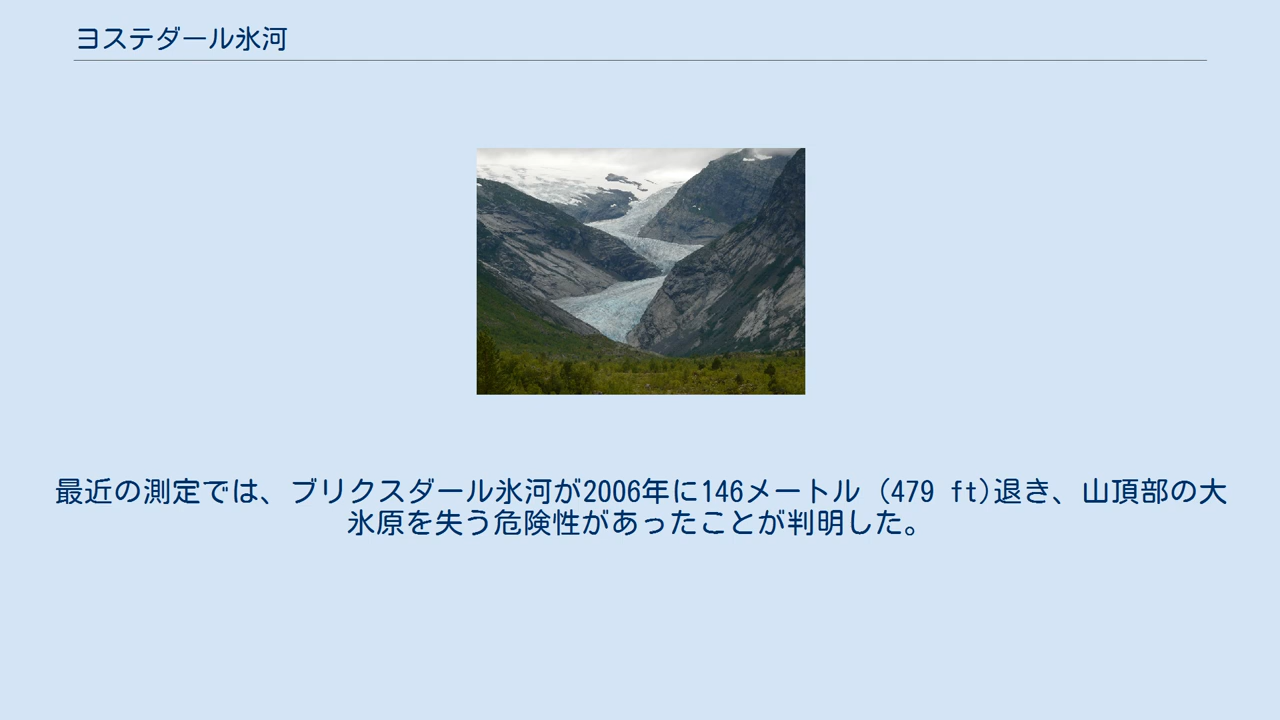 ヨステダール氷河
最近の測定では、ブリクスダール氷河が2006年に146メートル (479 ft)退き、山頂部の大
氷原を失う危険性があったことが判明した。